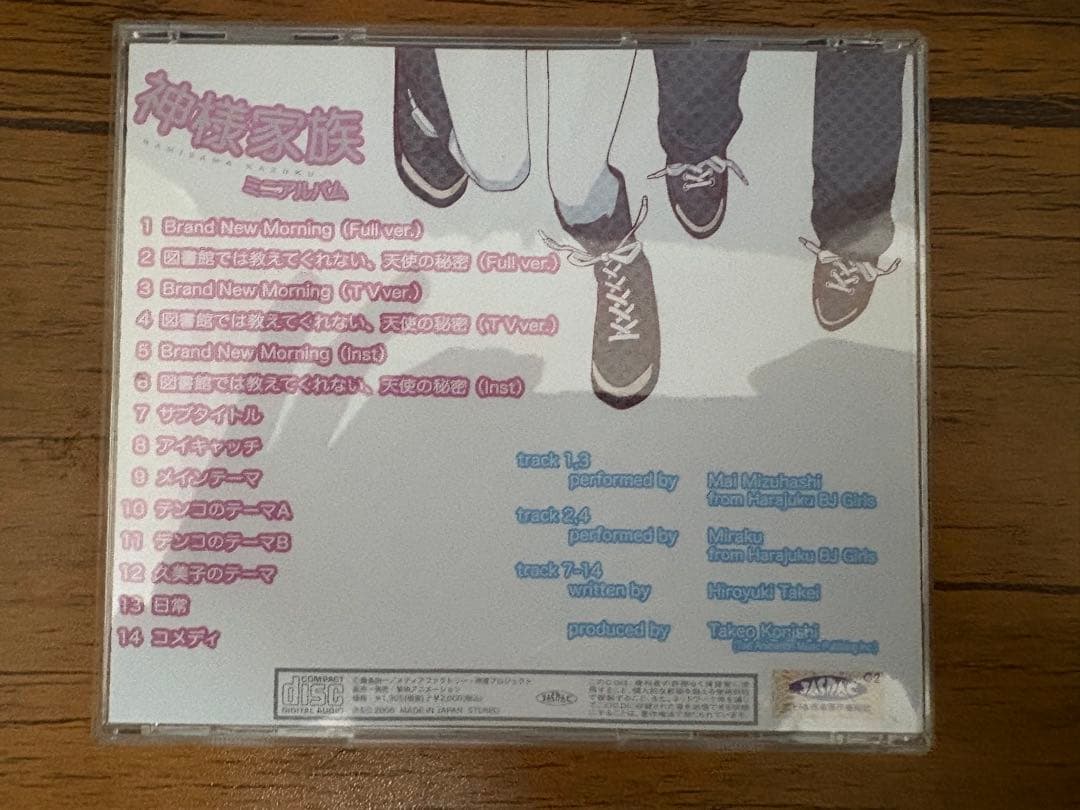 神様家族
KAMISAMA KAZOKU
ミニアルバム
1 Brand New Morning (Full ver.)
2 図書館では教えてくれない、天使の秘密 (Full ver.)
3 Brand New Morning (TVver.)
4 図書館では教えてくれない、天使の秘密 (TVver.)
5 Brand New Morning (Inst)
6 図書館では教えてくれない、天使の秘密 (Inst)
7 サブタイトル
8 アイキャッチ
9 メインテーマ
10 テンコのテーマA
11 テンコのテーマB
12 久美子のテーマ
13 日常
14 コメディ
track 1,3
performed by Mai Mizuhashi
from Harajuku BJ Girls
track 2,4
performed by Miraku
from Harajuku BJ Girls
track 7-14
written by Hiroyuki Takei
produced by Takeo Konishi
COMPACT
disc
DIGITAL AUDIO
2006 MADE IN JAPAN STEREO
JASRAC
JASRAC